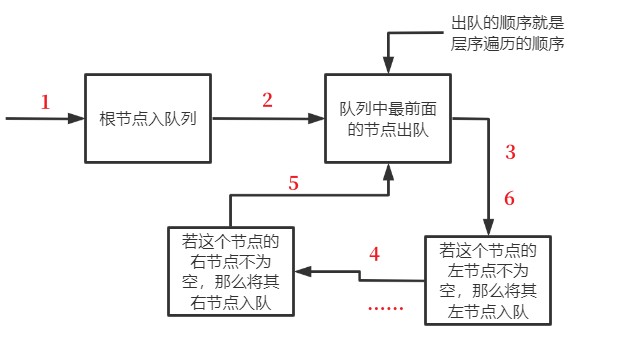 出队的顺序就是
层序遍历的顺序
1
根节点入队列
2
队列中最前面
的节点出队
3
6
5
若这个节点的
右节点不为
空，那么将其
右节点入队
4
......
若这个节点的
左节点不为
空，那么将其
左节点入队